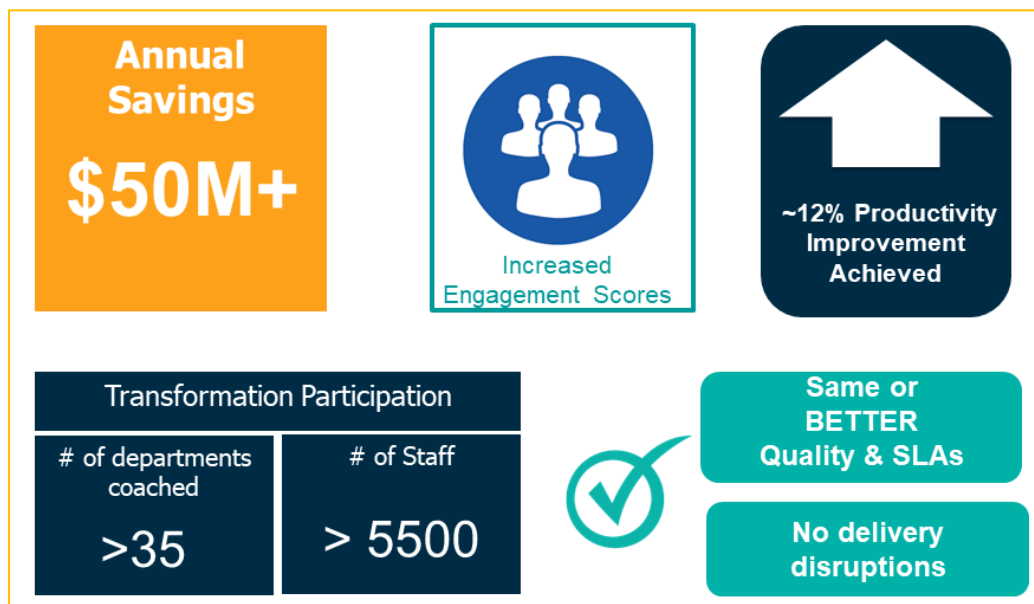 Annual
Savings
$50M+
Increased
Engagement Scores
~12% Productivity
Improvement
Achieved
Transformation Participation
# of departments
coached
>35
# of Staff
> 5500
Same or
BETTER
Quality & SLAs
No delivery
disruptions